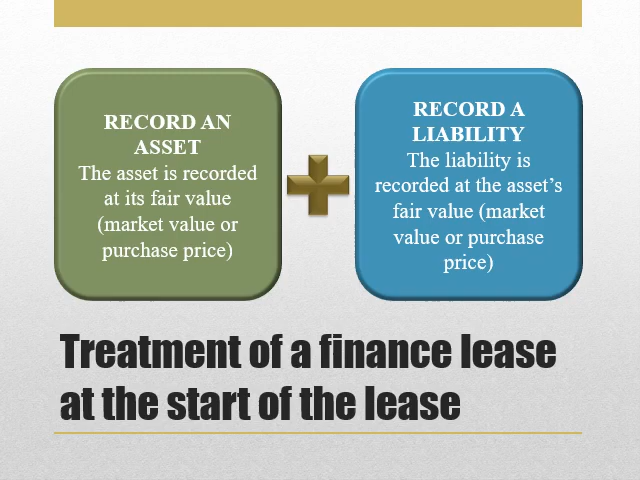 RECORD AN
ASSET
The asset is recorded
at its fair value
(market value or
purchase price)
RECORD A
LIABILITY
The liability is
recorded at the asset’s
fair value (market
value or purchase
price)
Treatment of a finance lease
at the start of the lease